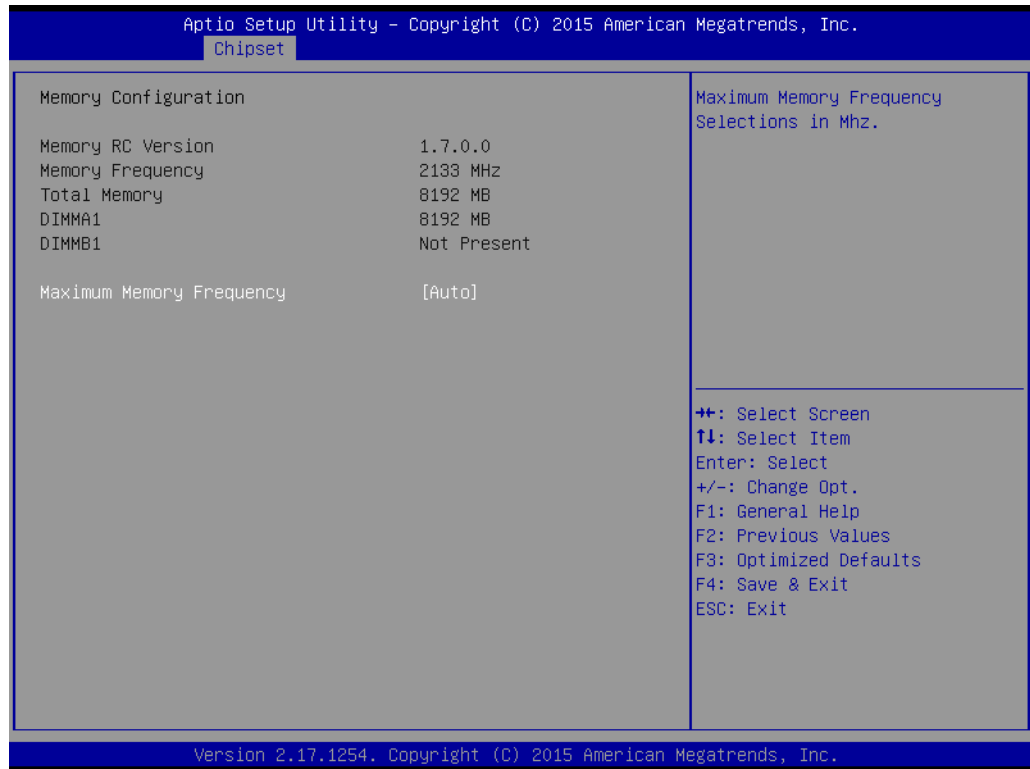 Aptio Setup Utility – Copyright (C) 2015 American Megatrends, Inc.
Chipset
Memory Configuration
Memory RC Version 1.7.0.0
Memory Frequency 2133 MHz
Total Memory 8192 MB
DIMMA1 8192 MB
DIMMB1 Not Present
Maximum Memory Frequency [Auto]
Maximum Memory Frequency
Selections in Mhz.
→←: Select Screen
↑↓: Select Item
Enter: Select
+/-: Change Opt.
F1: General Help
F2: Previous Values
F3: Optimized Defaults
F4: Save & Exit
ESC: Exit
Version 2.17.1254. Copyright (C) 2015 American Megatrends, Inc.